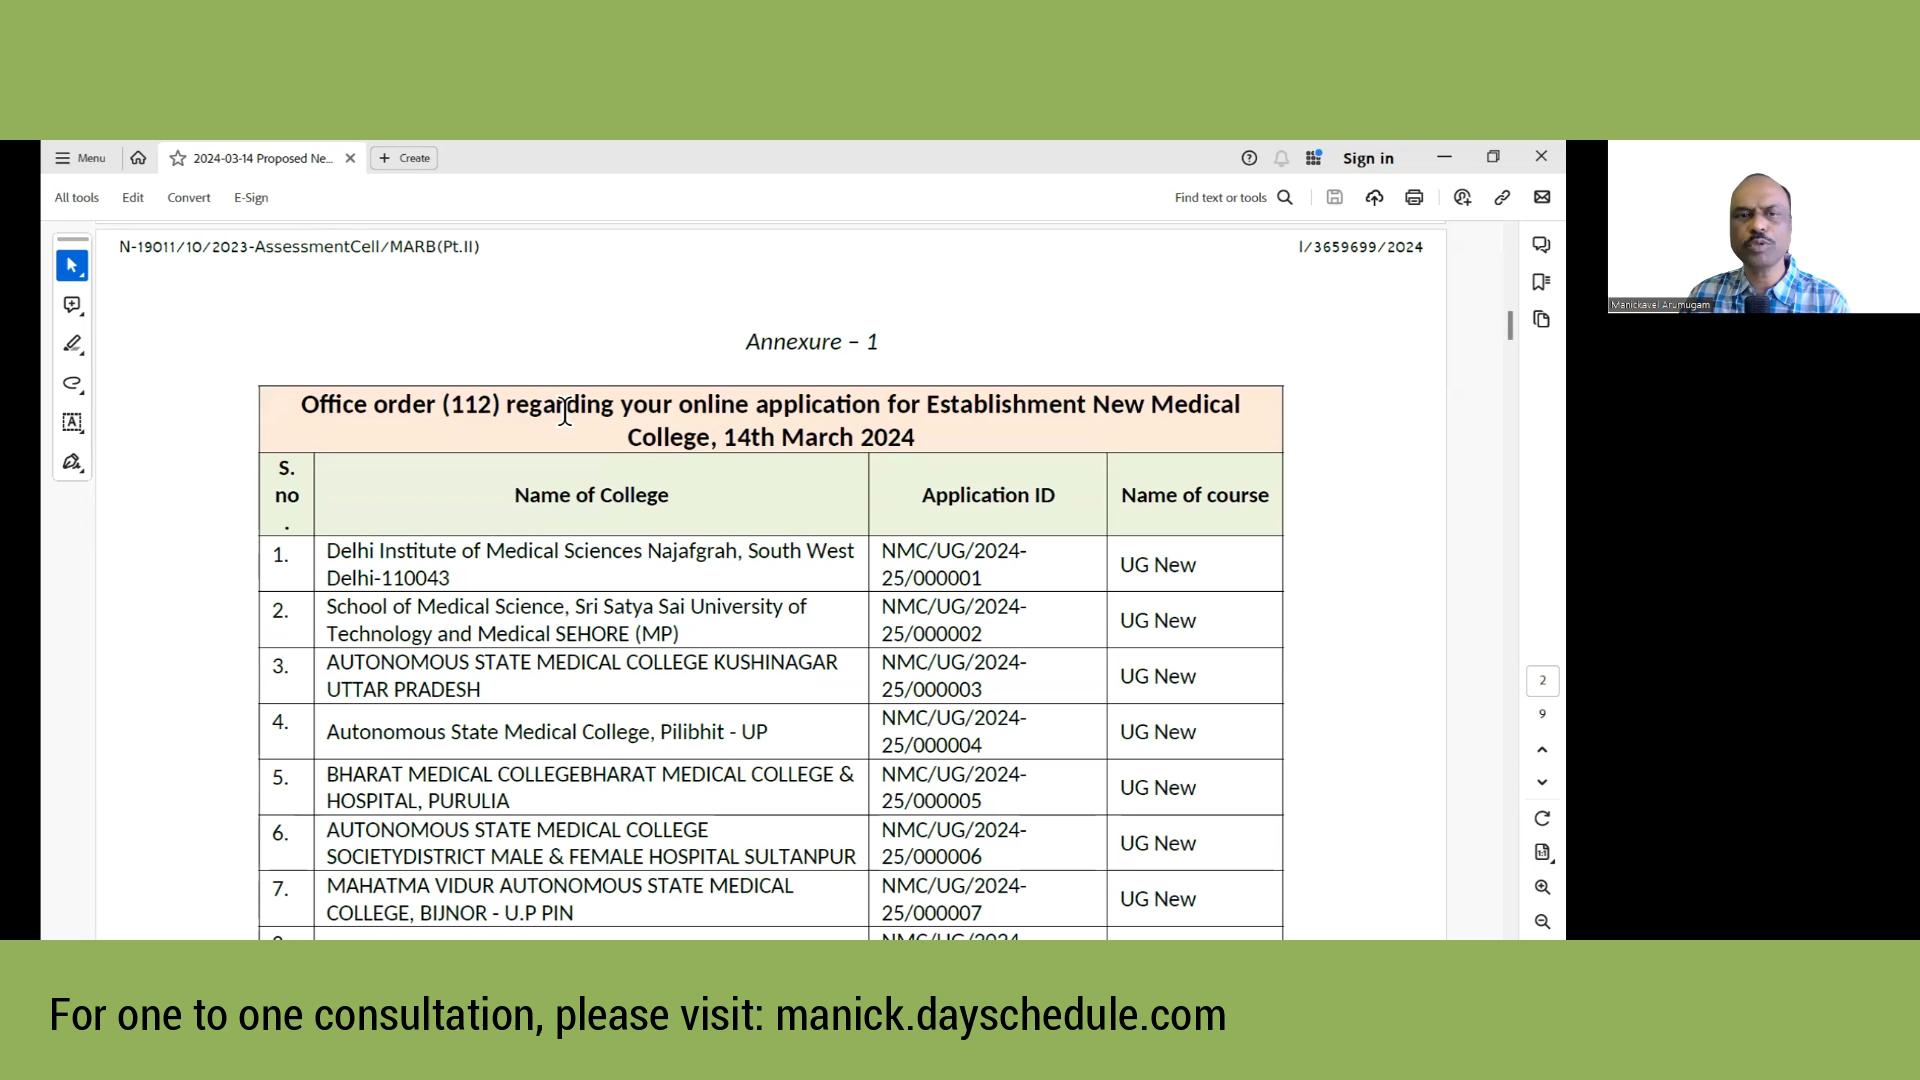 Menu
2024-03-14 Proposed Ne...
Create
Sign in
All tools
Edit
Convert
E-Sign
Find text or tools
N-19011/10/2023-AssessmentCell/MARB(Pt.II)
I/3659699/2024
Annexure – 1
Office order (112) regarding your online application for Establishment New Medical
College, 14th March 2024
S.
no
.
Name of College
Application ID
Name of course
1.
Delhi Institute of Medical Sciences Najafgrah, South West
Delhi-110043
NMC/UG/2024-
25/000001
UG New
2.
School of Medical Science, Sri Satya Sai University of
Technology and Medical SEHORE (MP)
NMC/UG/2024-
25/000002
UG New
3.
AUTONOMOUS STATE MEDICAL COLLEGE KUSHINAGAR
UTTAR PRADESH
NMC/UG/2024-
25/000003
UG New
4.
Autonomous State Medical College, Pilibhit - UP
NMC/UG/2024-
25/000004
UG New
5.
BHARAT MEDICAL COLLEGEBHARAT MEDICAL COLLEGE &
HOSPITAL, PURULIA
NMC/UG/2024-
25/000005
UG New
6.
AUTONOMOUS STATE MEDICAL COLLEGE
SOCIETYDISTRICT MALE & FEMALE HOSPITAL SULTANPUR
NMC/UG/2024-
25/000006
UG New
7.
MAHATMA VIDUR AUTONOMOUS STATE MEDICAL
COLLEGE, BIJNOR - U.P PIN
NMC/UG/2024-
25/000007
UG New
2
9
Manickavel Arumugam
For one to one consultation, please visit: manick.dayschedule.com